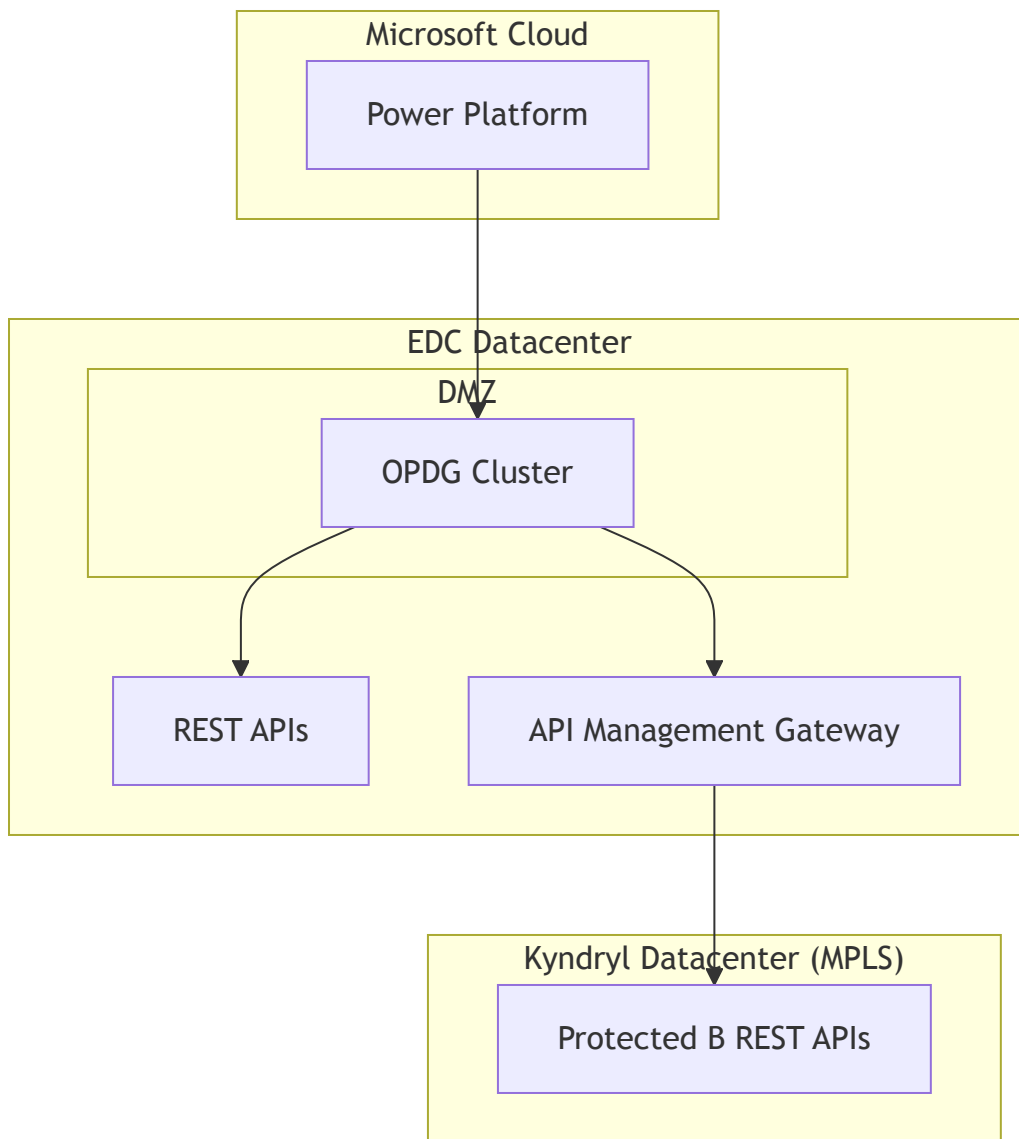 Microsoft Cloud
Power Platform
EDC Datacenter
DMZ
OPDG Cluster
REST APIs
API Management Gateway
Kyndryl Datacenter (MPLS)
Protected B REST APIs